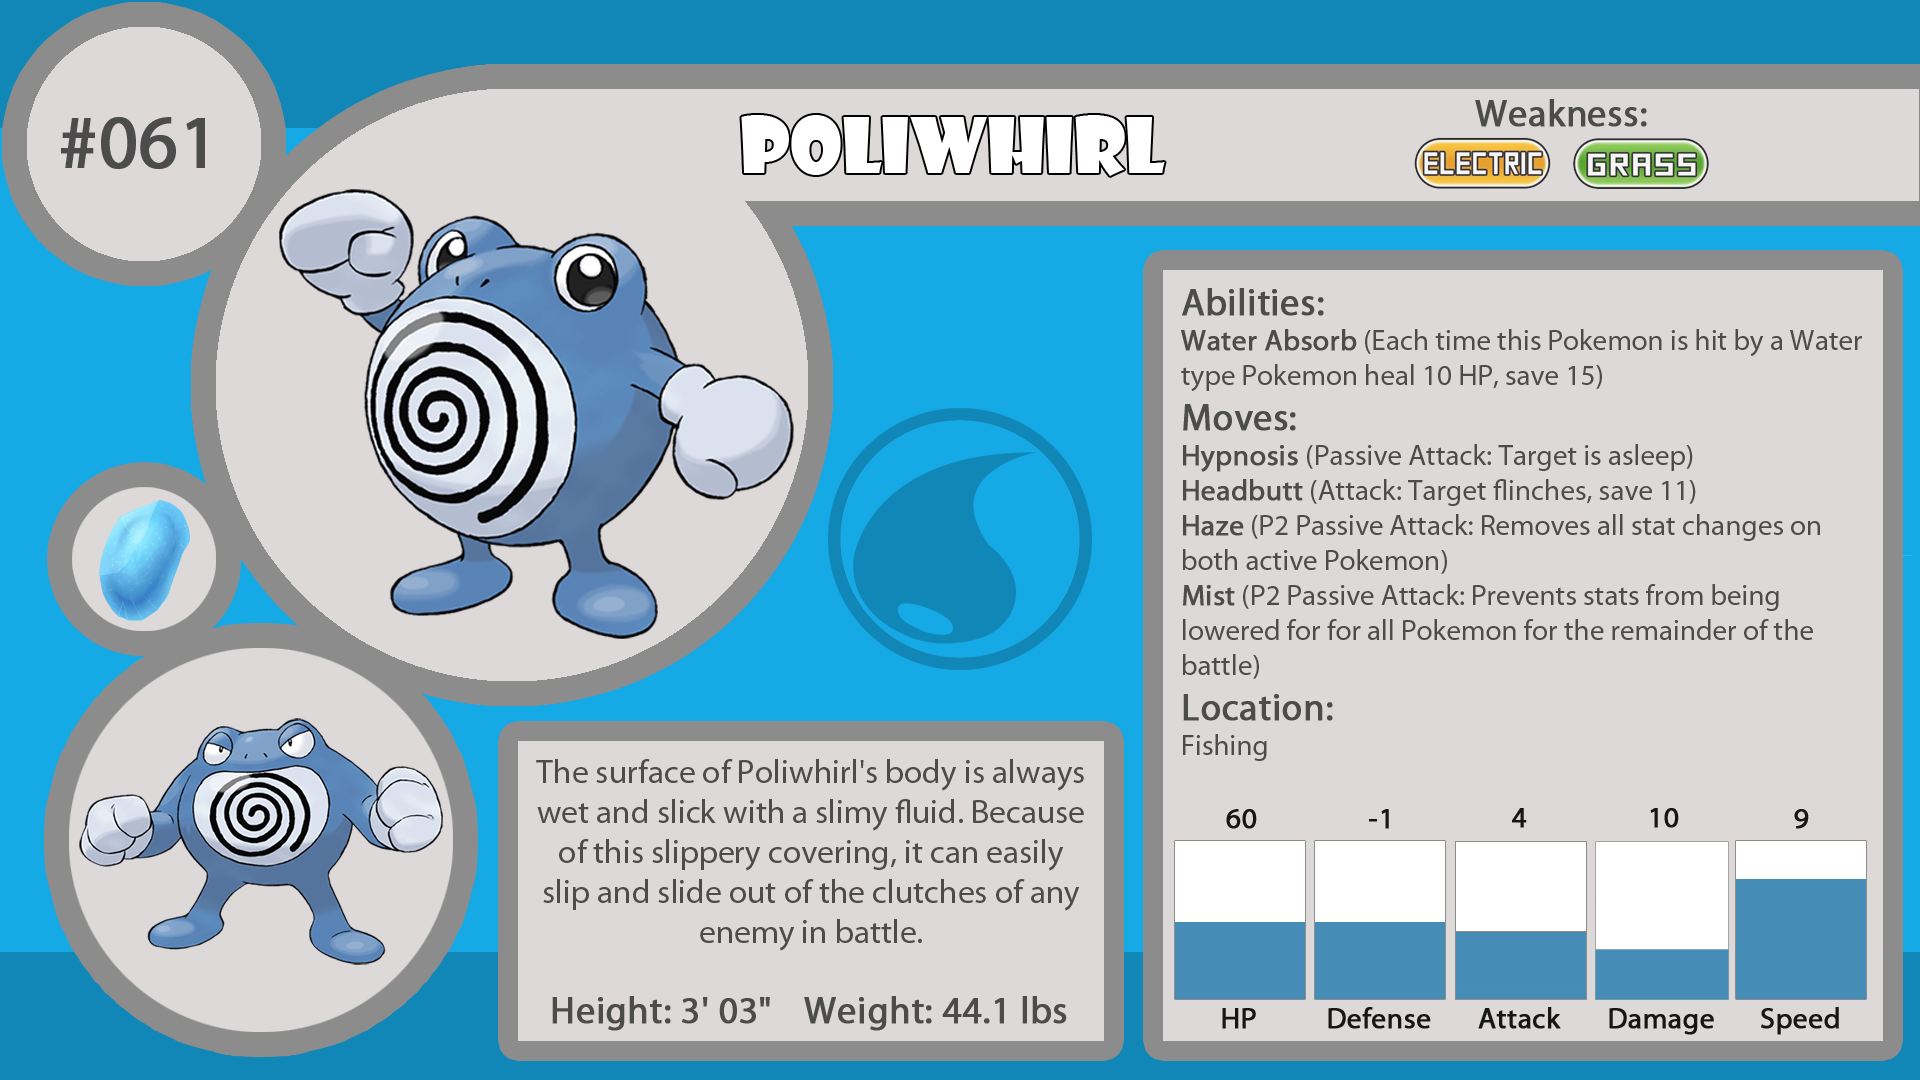 #061
POLIWHIRL
Weakness:
ELECTRIC GRASS
Abilities:
Water Absorb (Each time this Pokemon is hit by a Water
type Pokemon heal 10 HP, save 15)
Moves:
Hypnosis (Passive Attack: Target is asleep)
Headbutt (Attack: Target flinches, save 11)
Haze (P2 Passive Attack: Removes all stat changes on
both active Pokemon)
Mist (P2 Passive Attack: Prevents stats from being
lowered for for all Pokemon for the remainder of the
battle)
Location:
Fishing
60 -1 4 10 9
HP Defense Attack Damage Speed
The surface of Poliwhirl's body is always
wet and slick with a slimy fluid. Because
of this slippery covering, it can easily
slip and slide out of the clutches of any
enemy in battle.
Height: 3' 03" Weight: 44.1 lbs